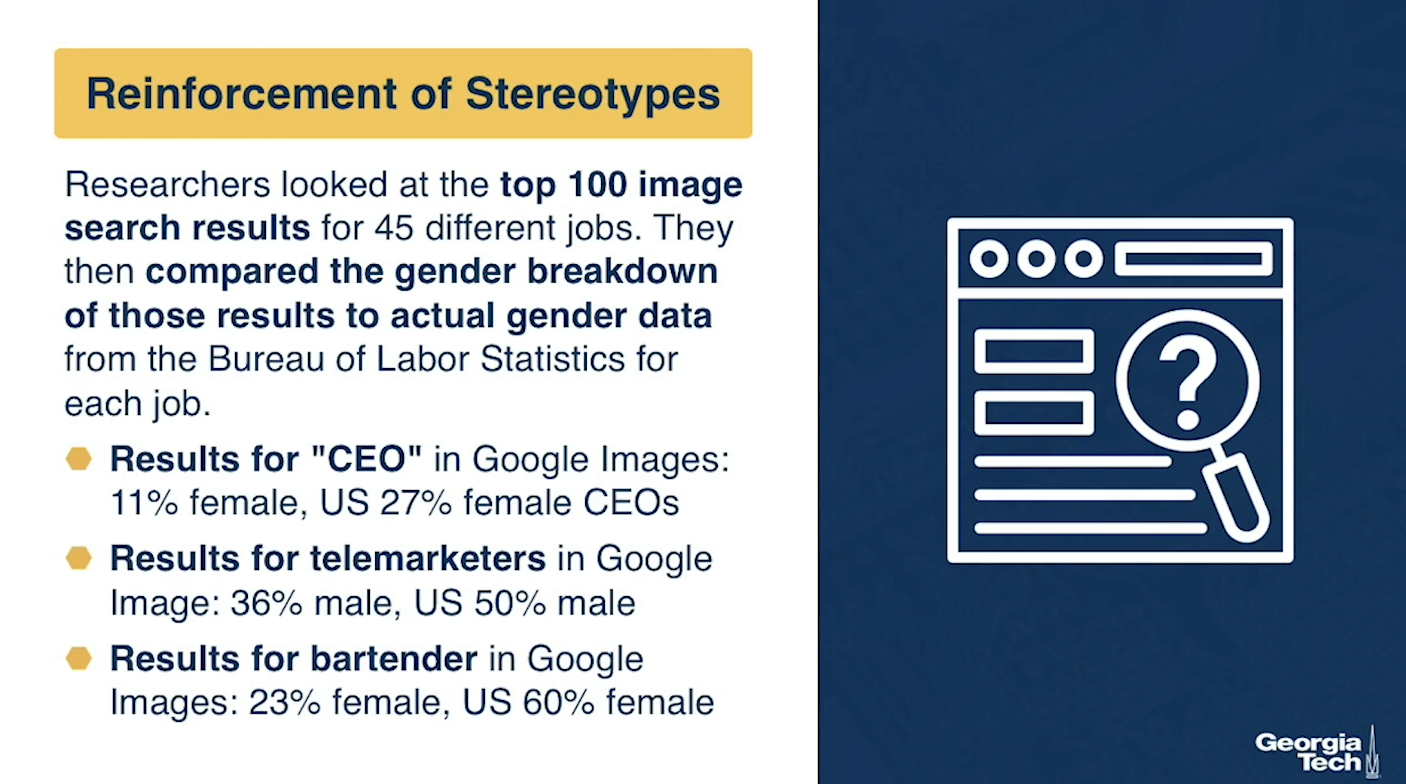 Reinforcement of Stereotypes
Researchers looked at the top 100 image
search results for 45 different jobs. They
then compared the gender breakdown
of those results to actual gender data
from the Bureau of Labor Statistics for
each job.
Results for "CEO" in Google Images:
11% female, US 27% female CEOs
Results for telemarketers in Google
Image: 36% male, US 50% male
Results for bartender in Google
Images: 23% female, US 60% female
?
Georgia
Tech